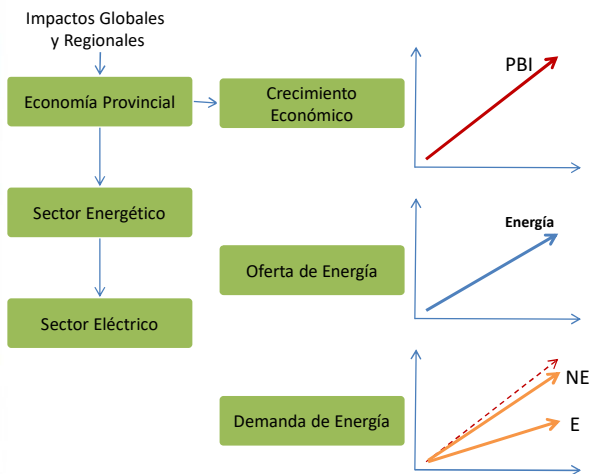 Impactos Globales
y Regionales
Economía Provincial
Crecimiento
Económico
PBI
Sector Energético
Energía
Oferta de Energía
Sector Eléctrico
NE
Demanda de Energía
E